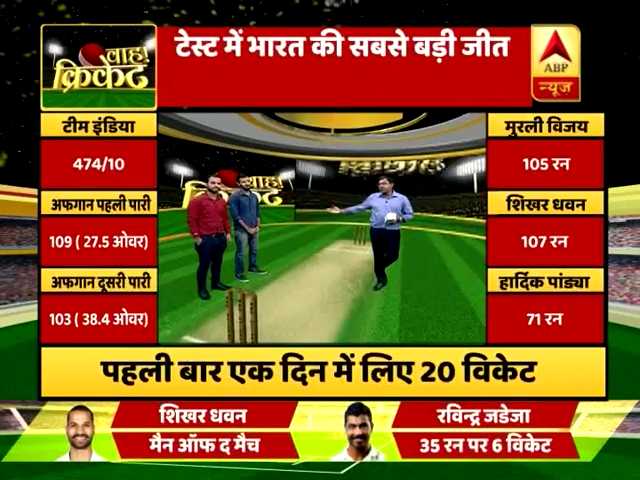 वाह!
क्रिकेट
टेस्ट में भारत की सबसे बड़ी जीत
ABP
न्यूज़
टीम इंडिया
474/10
अफगान पहली पारी
109 ( 27.5 ओवर)
अफगान दूसरी पारी
103 ( 38.4 ओवर)
वाह!
क्रिकेट
मुरली विजय
105 रन
शिखर धवन
107 रन
हार्दिक पांड्या
71 रन
पहली बार एक दिन में लिए 20 विकेट
शिखर धवन
मैन ऑफ द मैच
रविन्द्र जडेजा
35 रन पर 6 विकेट